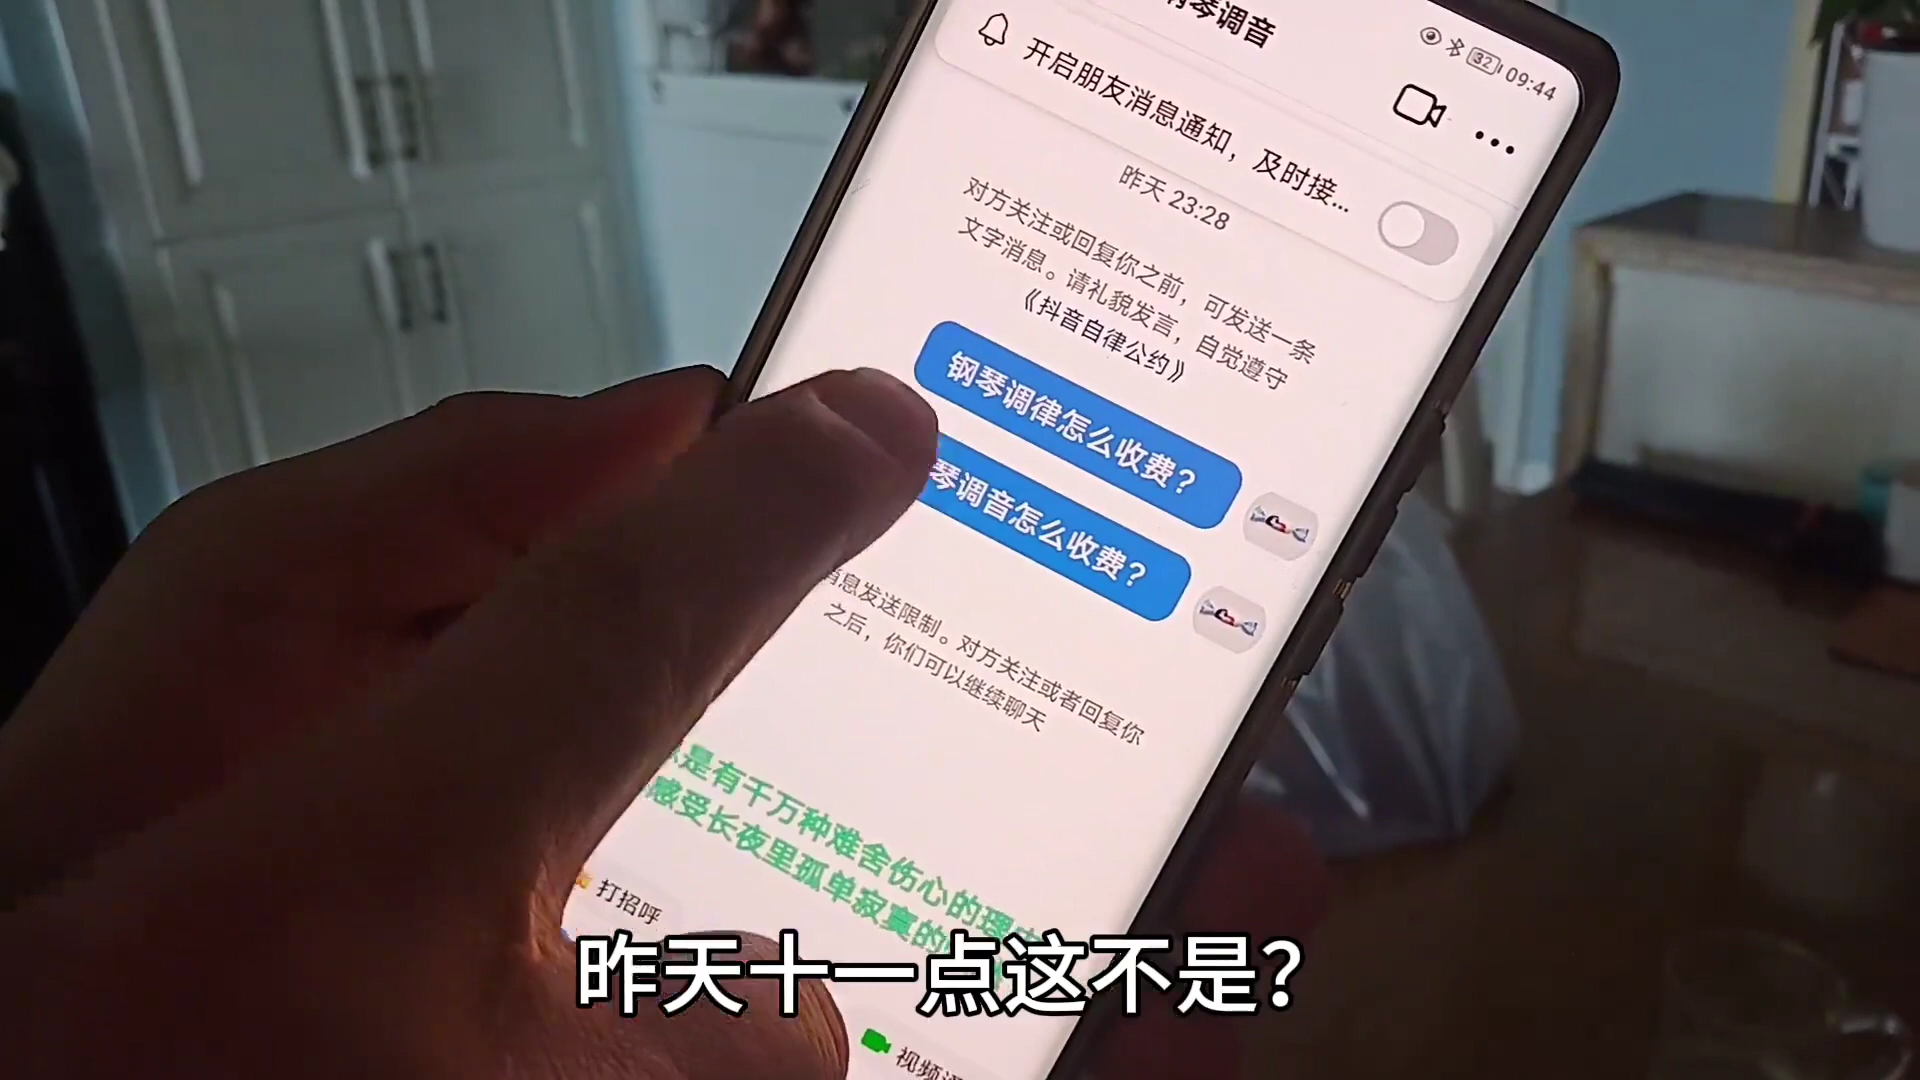 钢琴调音
32 09:44
开启朋友消息通知，及时接...
昨天 23:28
对方关注或回复你之前，可发送一条
文字消息。请礼貌发言，自觉遵守
《抖音自律公约》
钢琴调律怎么收费？
琴调音怎么收费？
消息发送限制。对方关注或者回复你
之后，你们可以继续聊天
是有千万种难舍伤心的理
感受长夜里孤单寂寞的
打招呼
视频通
昨天十一点这不是？